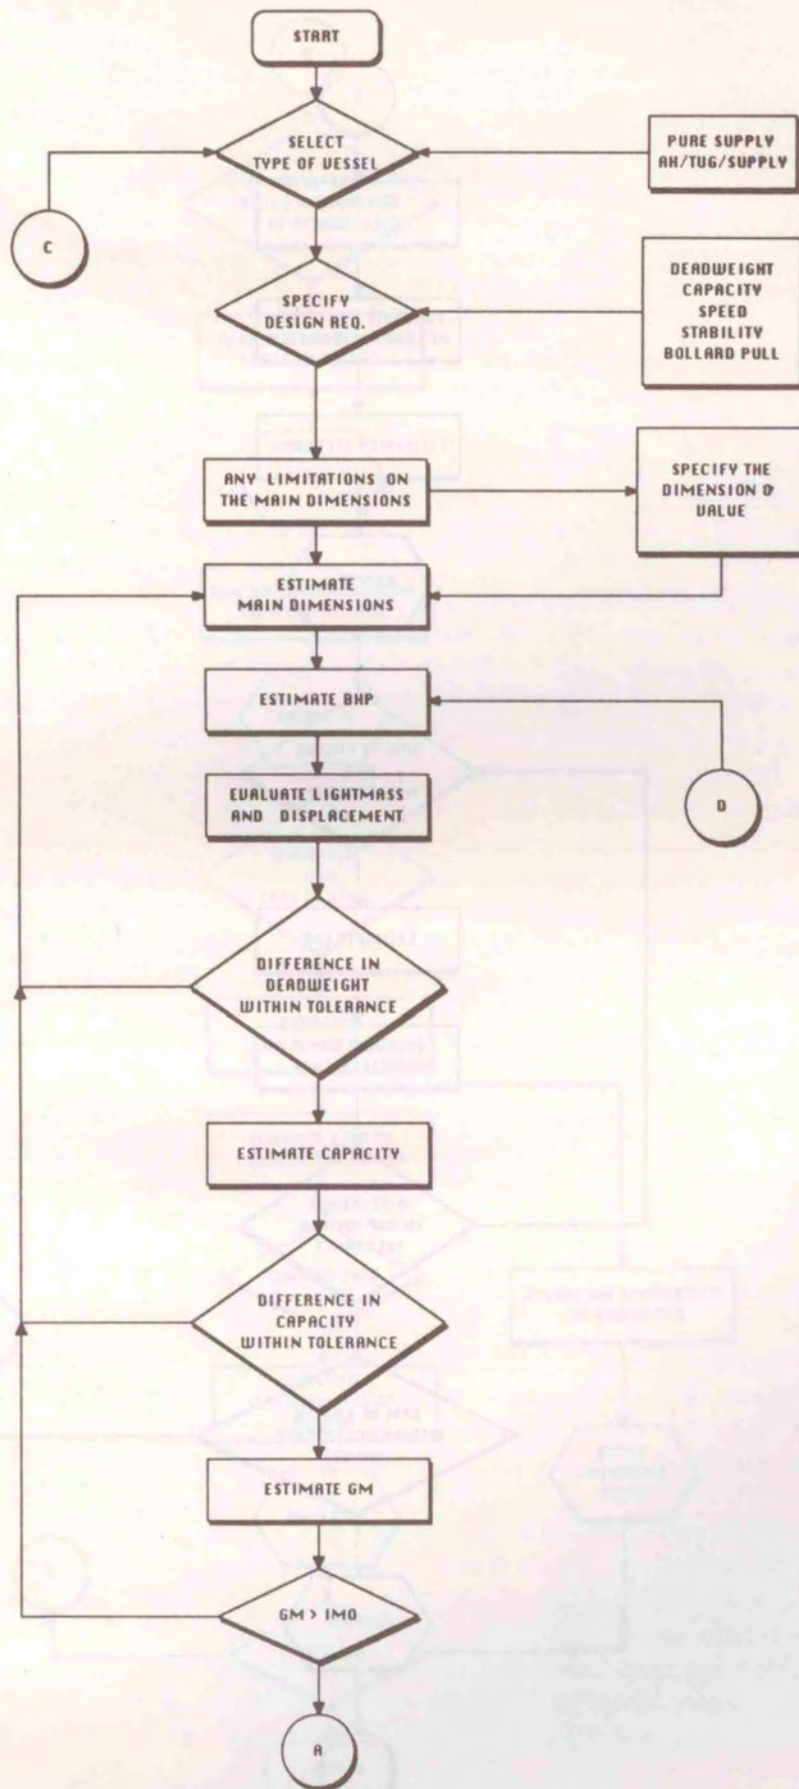 START
SELECT
TYPE OF VESSEL
PURE SUPPLY
AH/TUG/SUPPLY
C
SPECIFY
DESIGN REQ.
DEADWEIGHT
CAPACITY
SPEED
STABILITY
BOLLARD PULL
ANY LIMITATIONS ON
THE MAIN DIMENSIONS
SPECIFY THE
DIMENSION &
VALUE
ESTIMATE
MAIN DIMENSIONS
ESTIMATE BHP
EVALUATE LIGHTMASS
AND DISPLACEMENT
D
DIFFERENCE IN
DEADWEIGHT
WITHIN TOLERANCE
ESTIMATE CAPACITY
DIFFERENCE IN
CAPACITY
WITHIN TOLERANCE
ESTIMATE GM
GM > IMO
A